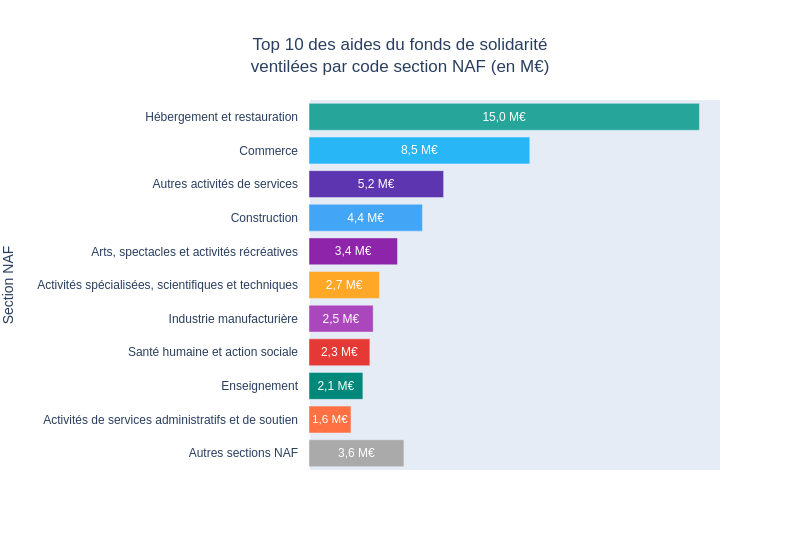 Top 10 des aides du fonds de solidarité
ventilées par code section NAF (en M€)
Section NAF
Hébergement et restauration 15,0 M€
Commerce 8,5 M€
Autres activités de services 5,2 M€
Construction 4,4 M€
Arts, spectacles et activités récréatives 3,4 M€
Activités spécialisées, scientifiques et techniques 2,7 M€
Industrie manufacturière 2,5 M€
Santé humaine et action sociale 2,3 M€
Enseignement 2,1 M€
Activités de services administratifs et de soutien 1,6 M€
Autres sections NAF 3,6 M€